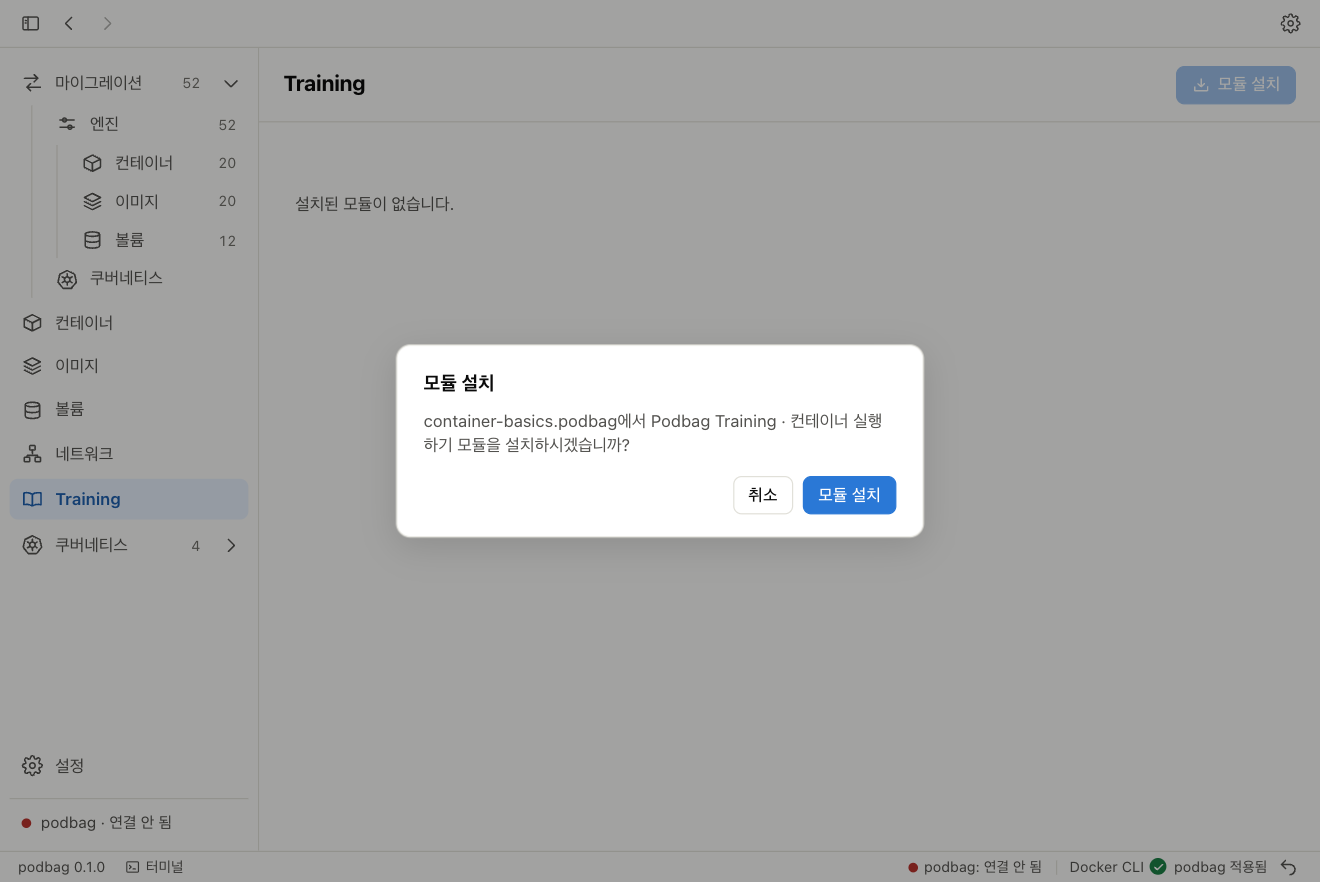 마이그레이션 52
엔진 52
컨테이너 20
이미지 20
볼륨 12
쿠버네티스
컨테이너
이미지
볼륨
네트워크
Training
쿠버네티스 4
설정
podbag · 연결 안 됨
Training
모듈 설치
설치된 모듈이 없습니다.
모듈 설치
container-basics.podbag에서 Podbag Training · 컨테이너 실행
하기 모듈을 설치하시겠습니까?
취소
모듈 설치
podbag 0.1.0
터미널
podbag: 연결 안 됨
Docker CLI
podbag 적용됨